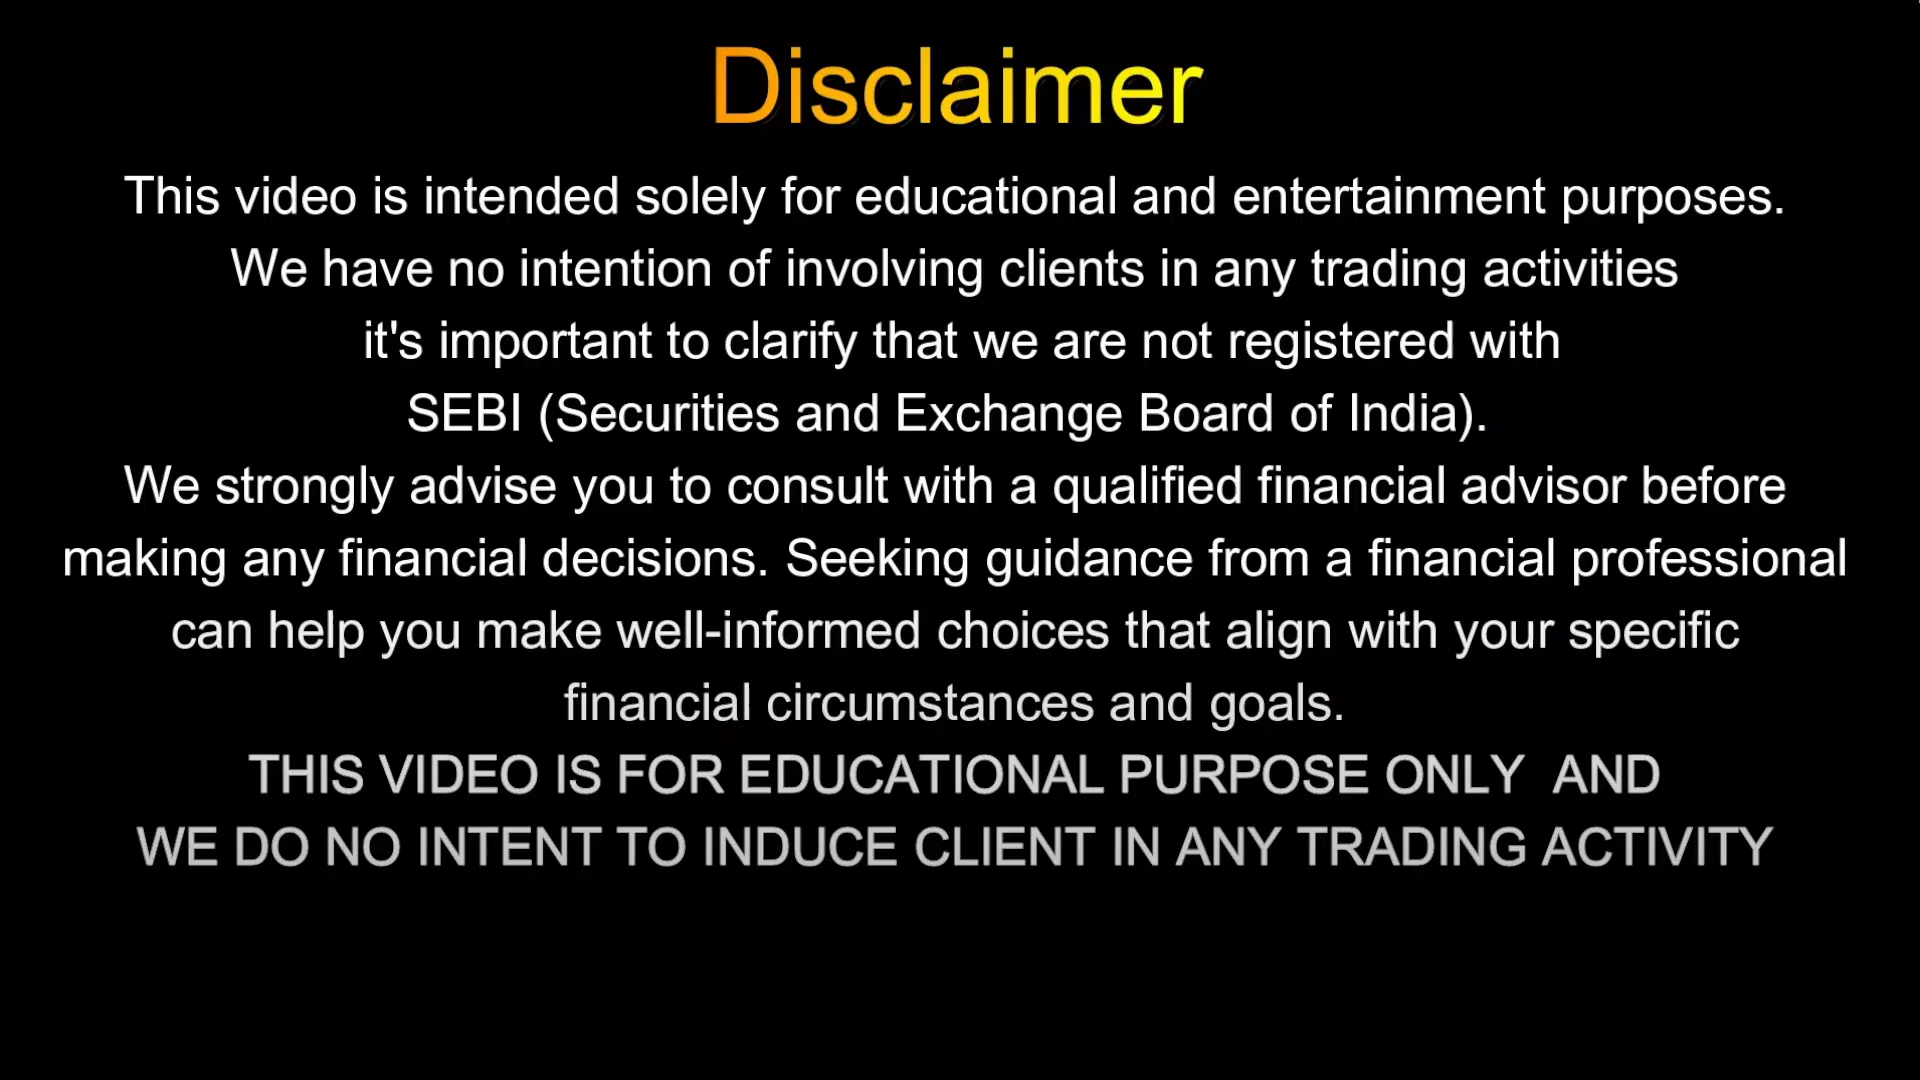 Disclaimer
This video is intended solely for educational and entertainment purposes.
We have no intention of involving clients in any trading activities
it's important to clarify that we are not registered with
SEBI (Securities and Exchange Board of India).
We strongly advise you to consult with a qualified financial advisor before
making any financial decisions. Seeking guidance from a financial professional
can help you make well-informed choices that align with your specific
financial circumstances and goals.
THIS VIDEO IS FOR EDUCATIONAL PURPOSE ONLY  AND
WE DO NO INTENT TO INDUCE CLIENT IN ANY TRADING ACTIVITY